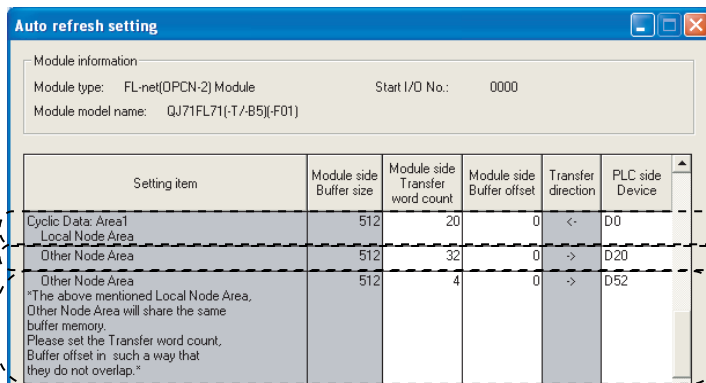 Auto refresh setting
Module information
Module type: FL-net(OPCN-2) Module Start I/O No.: 0000
Module model name: QJ71FL71(-T/-B5)(-F01)
Setting item Module side Buffer size Module side Transfer word count Module side Buffer offset Transfer direction PLC side Device
Cyclic Data: Area1 512 20 0 <- D0
Local Node Area
Other Node Area 512 32 0 -> D20
Other Node Area 512 4 0 -> D52
*The above mentioned Local Node Area,
Other Node Area will share the same
buffer memory.
Please set the Transfer word count,
Buffer offset in such a way that
they do not overlap.*